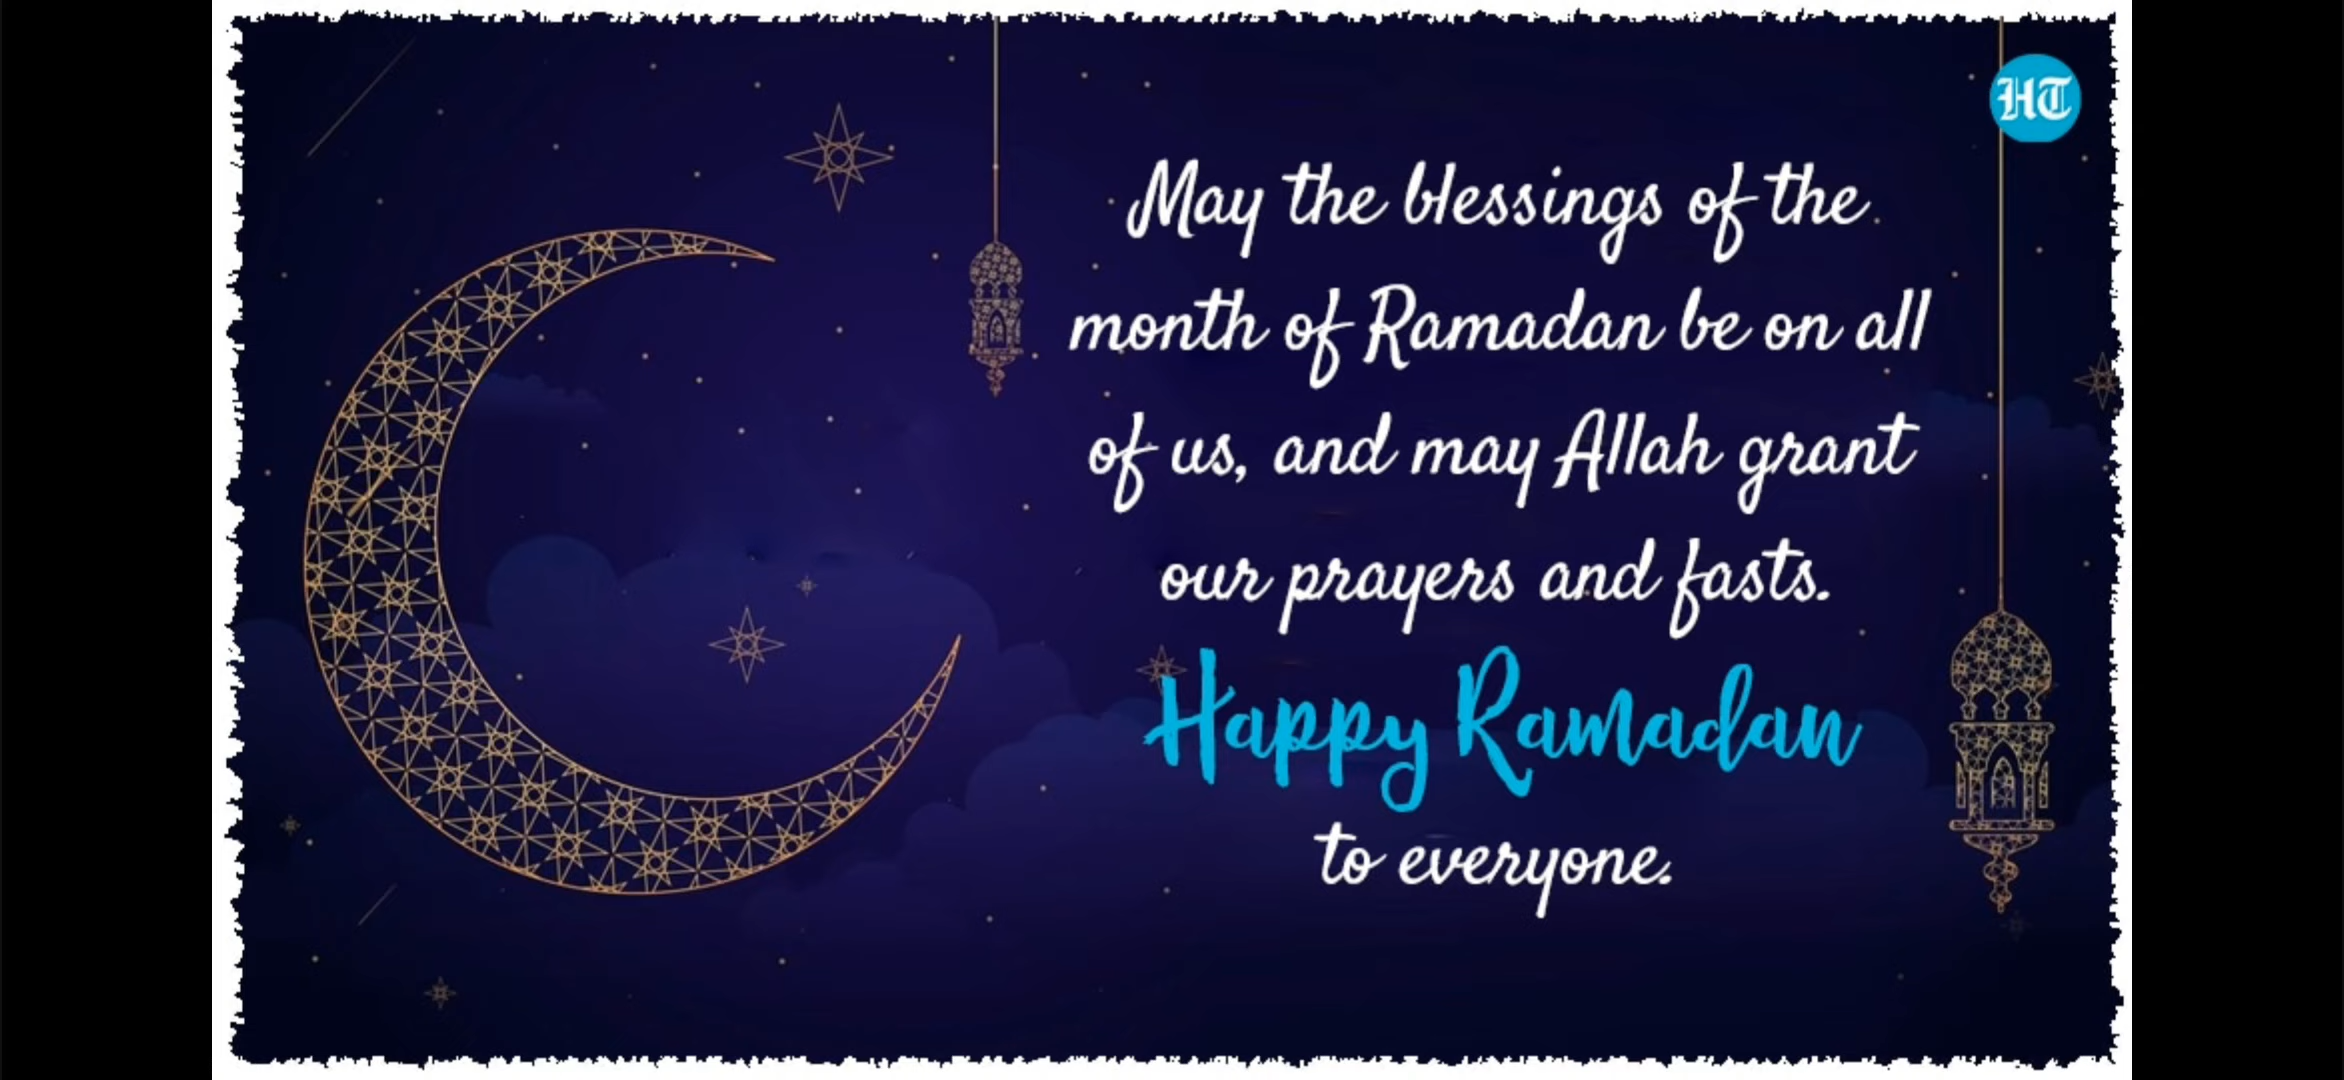 HT
May the blessings of the
month of Ramadan be on all
of us, and may Allah grant
our prayers and fasts.
Happy Ramadan
to everyone.